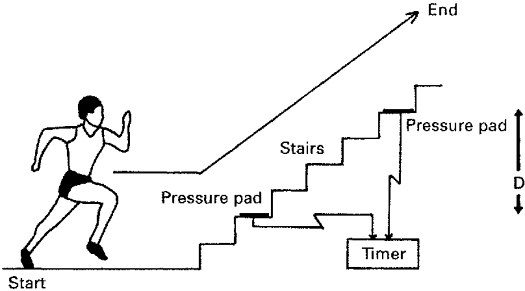 End
Pressure pad
Stairs
D
Pressure pad
Timer
Start